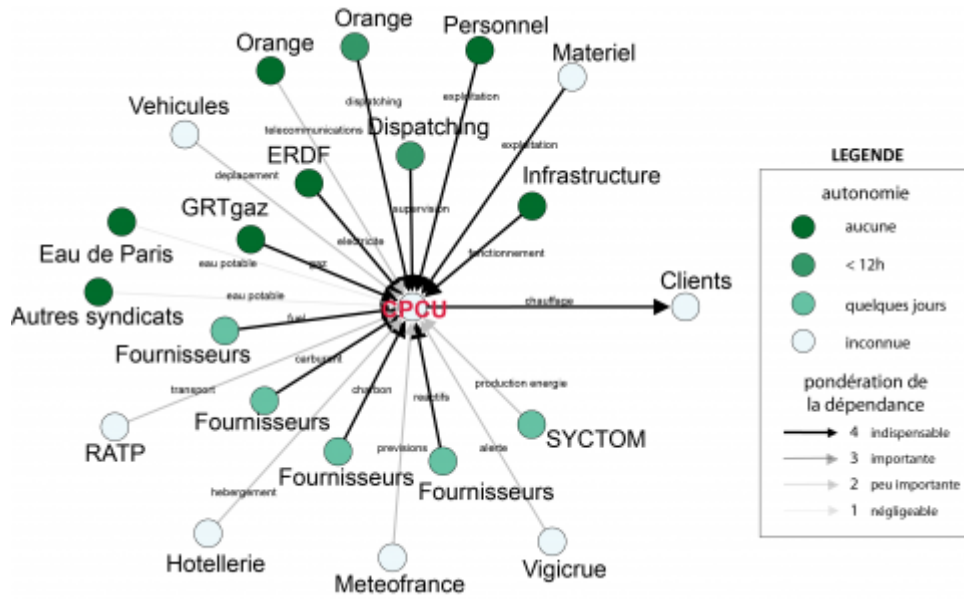 Orange
Orange
Personnel
Materiel
Vehicules
dispatching
exploitation
telecommunications
Dispatching
exploitation
ERDF
deplacement
Infrastructure
GRTgaz
supervision
electricite
fonctionnement
Eau de Paris
eau potable
gaz
Clients
eau potable
CPCU
chauffage
Autres syndicats
fuel
Fournisseurs
carburant
transport
charbon
reactifs
production energie
Fournisseurs
SYCTOM
RATP
previsions
alerte
Fournisseurs
Fournisseurs
hebergement
Hotellerie
Meteofrance
Vigicrue
LEGENDE
autonomie
aucune
< 12h
quelques jours
inconnue
pondération de
la dépendance
4 indispensable
3 importante
2 peu importante
1 négligeable